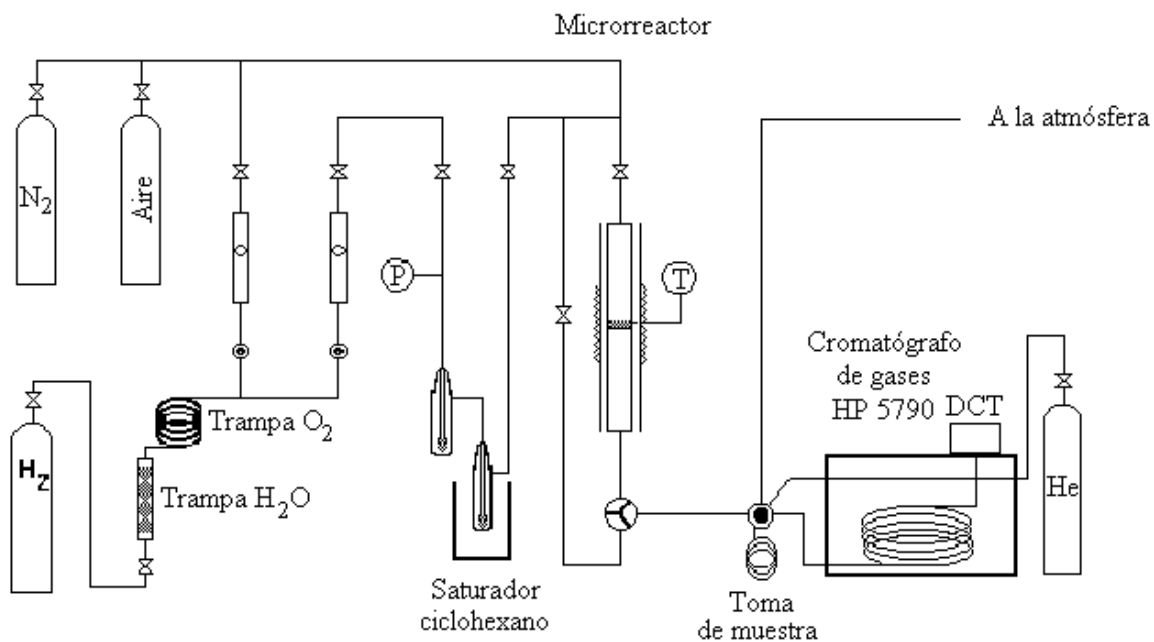 Microrreactor
A la atmósfera
N2
Aire
P
T
Cromatógrafo
de gases
HP 5790
DCT
Trampa O2
H2
Trampa H2O
He
Saturador
ciclohexano
Toma
de muestra